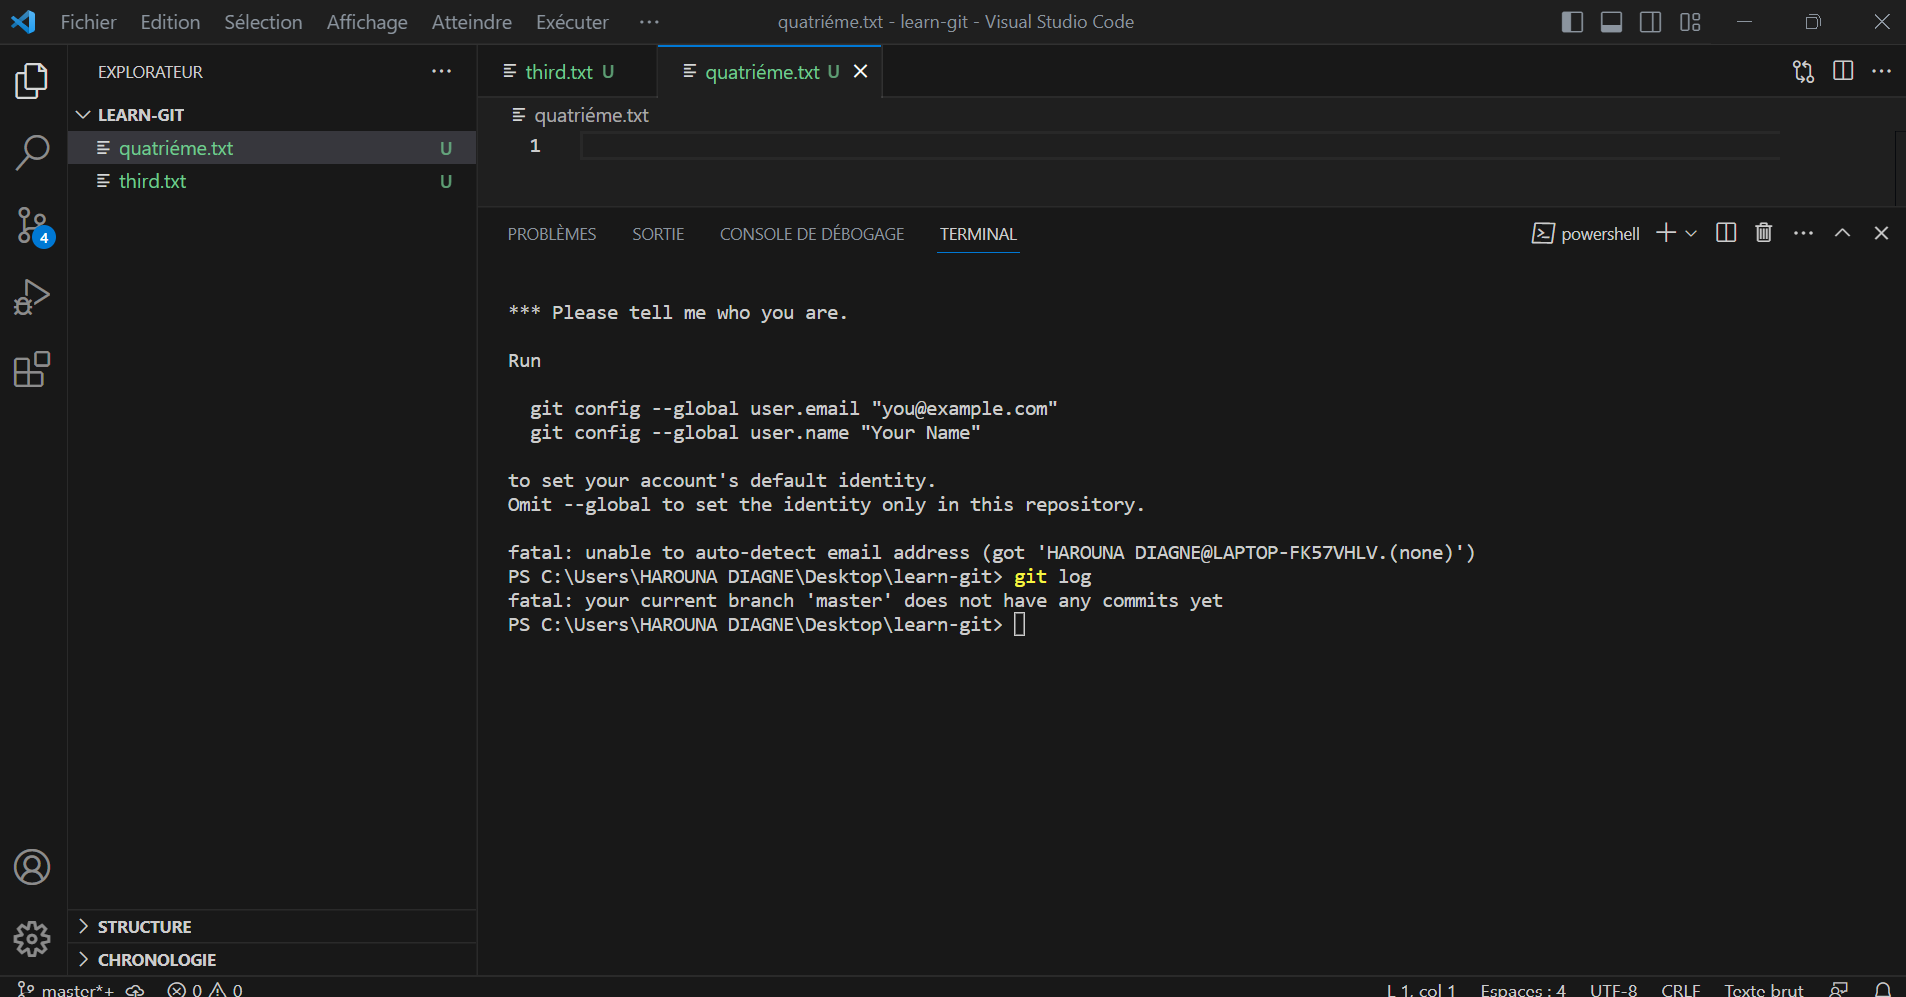 Fichier Edition Sélection Affichage Atteindre Exécuter ··· quatriéme.txt - learn-git - Visual Studio Code
EXPLORATEUR ···
LEARN-GIT
quatriéme.txt U
third.txt U
4
STRUCTURE
CHRONOLOGIE
third.txt U quatriéme.txt U
quatriéme.txt
1
PROBLÈMES SORTIE CONSOLE DE DÉBOGAGE TERMINAL powershell
*** Please tell me who you are.
Run
git config --global user.email "you@example.com"
git config --global user.name "Your Name"
to set your account's default identity.
Omit --global to set the identity only in this repository.
fatal: unable to auto-detect email address (got 'HAROUNA DIAGNE@LAPTOP-FK57VHLV.(none)')
PS C:\Users\HAROUNA DIAGNE\Desktop\learn-git> git log
fatal: your current branch 'master' does not have any commits yet
PS C:\Users\HAROUNA DIAGNE\Desktop\learn-git>
master*+ 0 0 L 1, col 1 Espaces : 4 UTF-8 CRLF Texte brut